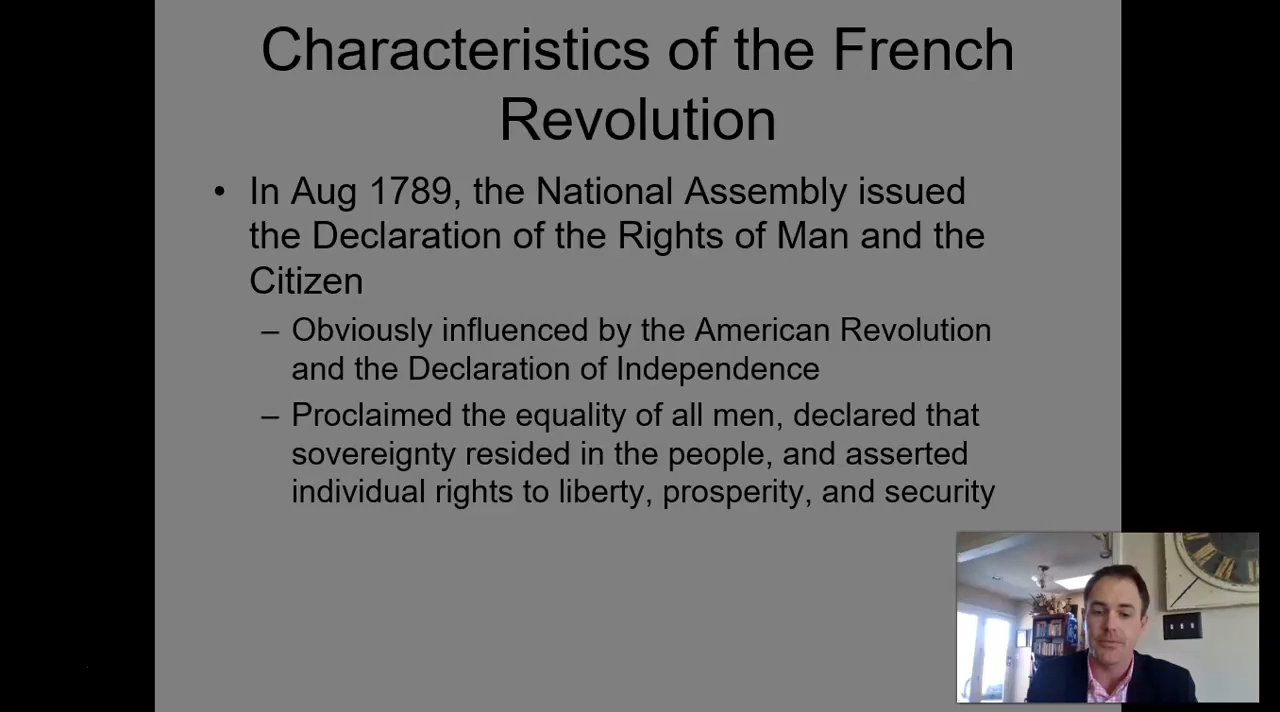 Characteristics of the French
Revolution
• In Aug 1789, the National Assembly issued
the Declaration of the Rights of Man and the
Citizen
– Obviously influenced by the American Revolution
and the Declaration of Independence
– Proclaimed the equality of all men, declared that
sovereignty resided in the people, and asserted
individual rights to liberty, prosperity, and security